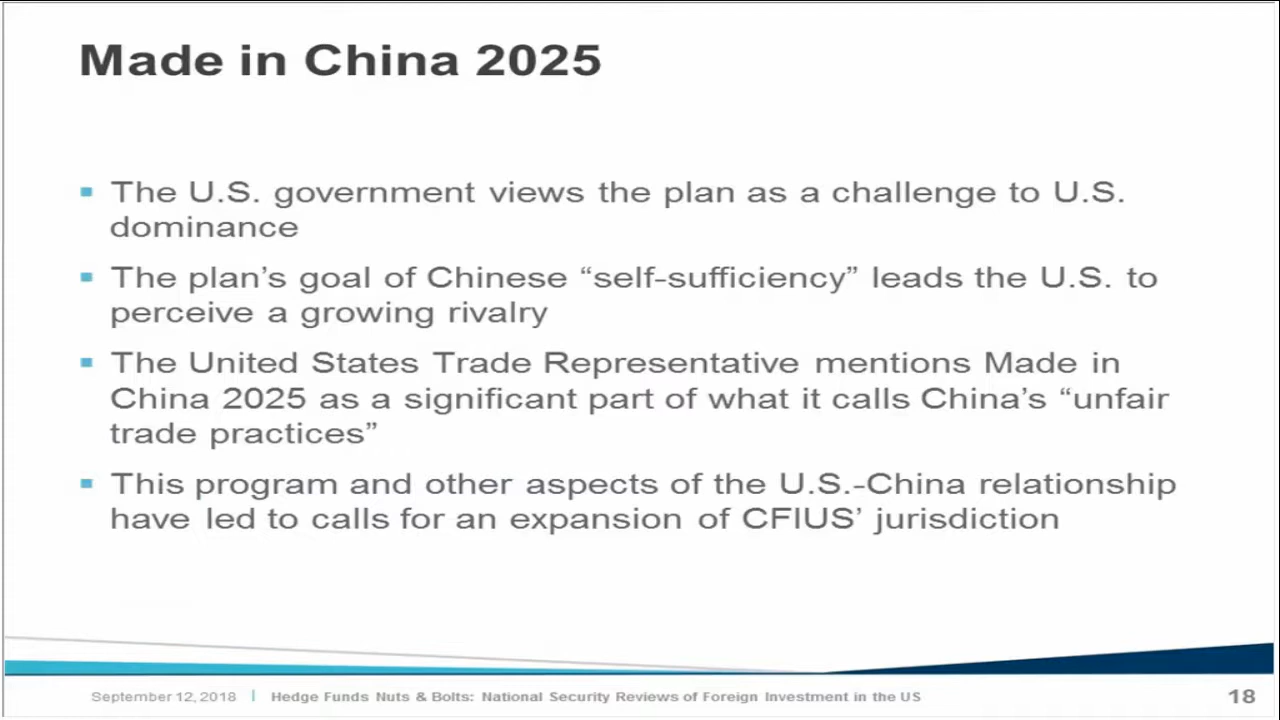 Made in China 2025
The U.S. government views the plan as a challenge to U.S.
dominance
The plan’s goal of Chinese “self-sufficiency” leads the U.S. to
perceive a growing rivalry
The United States Trade Representative mentions Made in
China 2025 as a significant part of what it calls China’s “unfair
trade practices”
This program and other aspects of the U.S.-China relationship
have led to calls for an expansion of CFIUS’ jurisdiction
September 12, 2018 | Hedge Funds Nuts & Bolts: National Security Reviews of Foreign Investment in the US 18